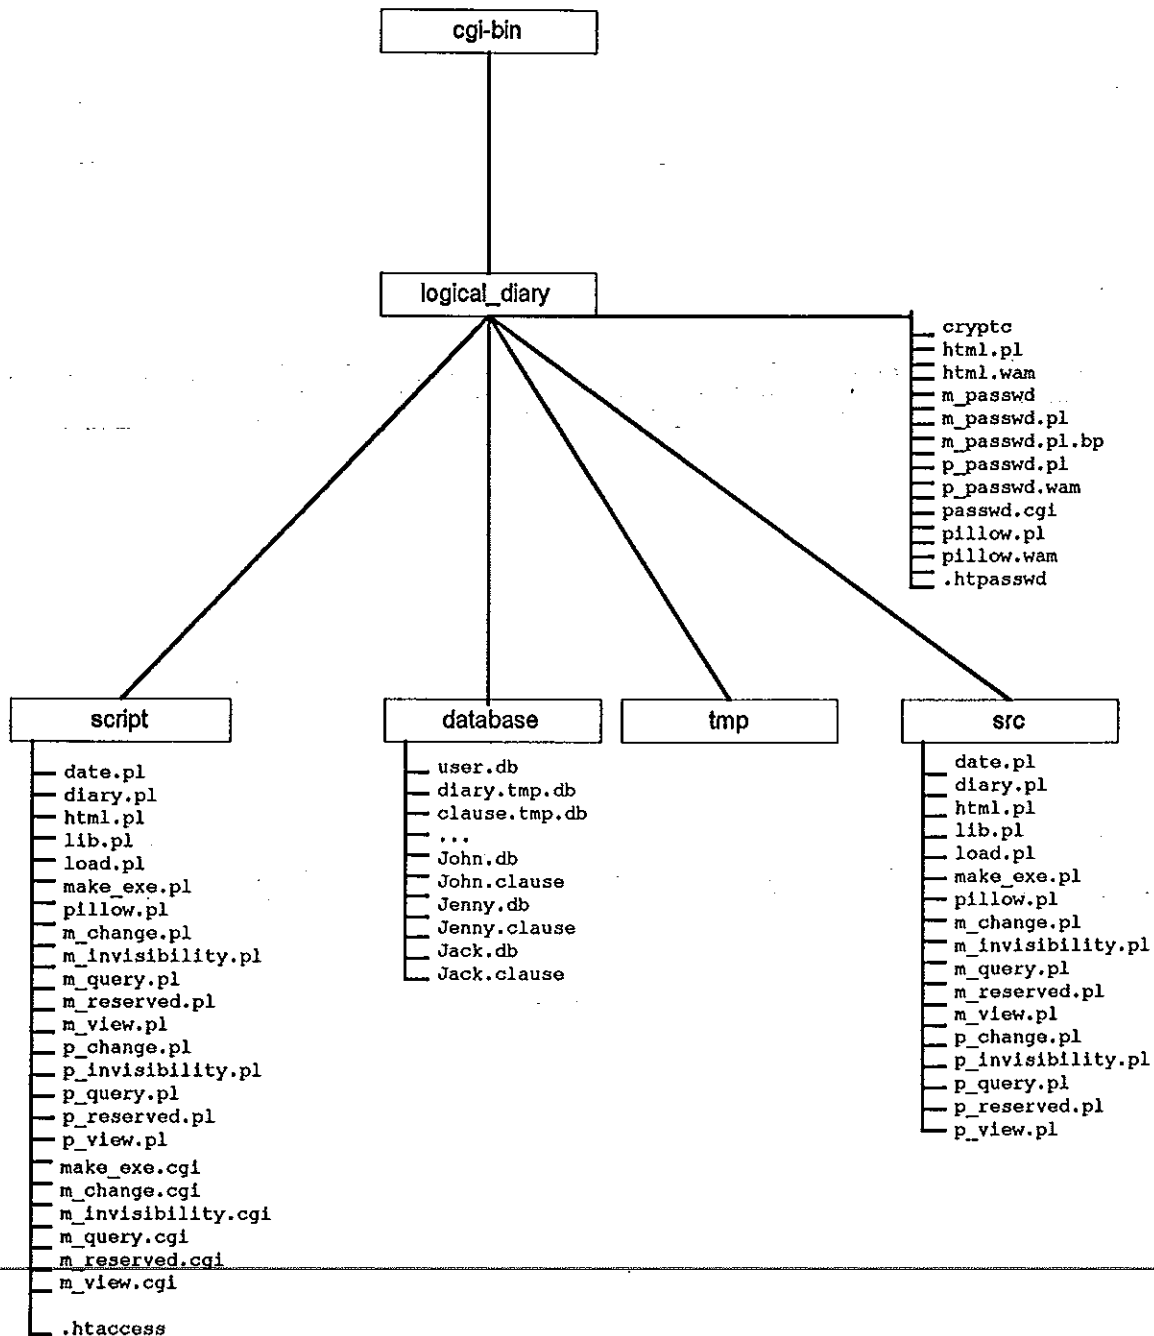 cgi-bin
logical_diary
cryptc
html.pl
html.wam
m_passwd
m_passwd.pl
m_passwd.pl.bp
p_passwd.pl
p_passwd.wam
passwd.cgi
pillow.pl
pillow.wam
.htpasswd
script
date.pl
diary.pl
html.pl
lib.pl
load.pl
make_exe.pl
pillow.pl
m_change.pl
m_invisibility.pl
m_query.pl
m_reserved.pl
m_view.pl
p_change.pl
p_invisibility.pl
p_query.pl
p_reserved.pl
p_view.pl
make_exe.cgi
m_change.cgi
m_invisibility.cgi
m_query.cgi
m_reserved.cgi
m_view.cgi
.htaccess
database
user.db
diary.tmp.db
clause.tmp.db
...
John.db
John.clause
Jenny.db
Jenny.clause
Jack.db
Jack.clause
tmp
src
date.pl
diary.pl
html.pl
lib.pl
load.pl
make_exe.pl
pillow.pl
m_change.pl
m_invisibility.pl
m_query.pl
m_reserved.pl
m_view.pl
p_change.pl
p_invisibility.pl
p_query.pl
p_reserved.pl
p_view.pl